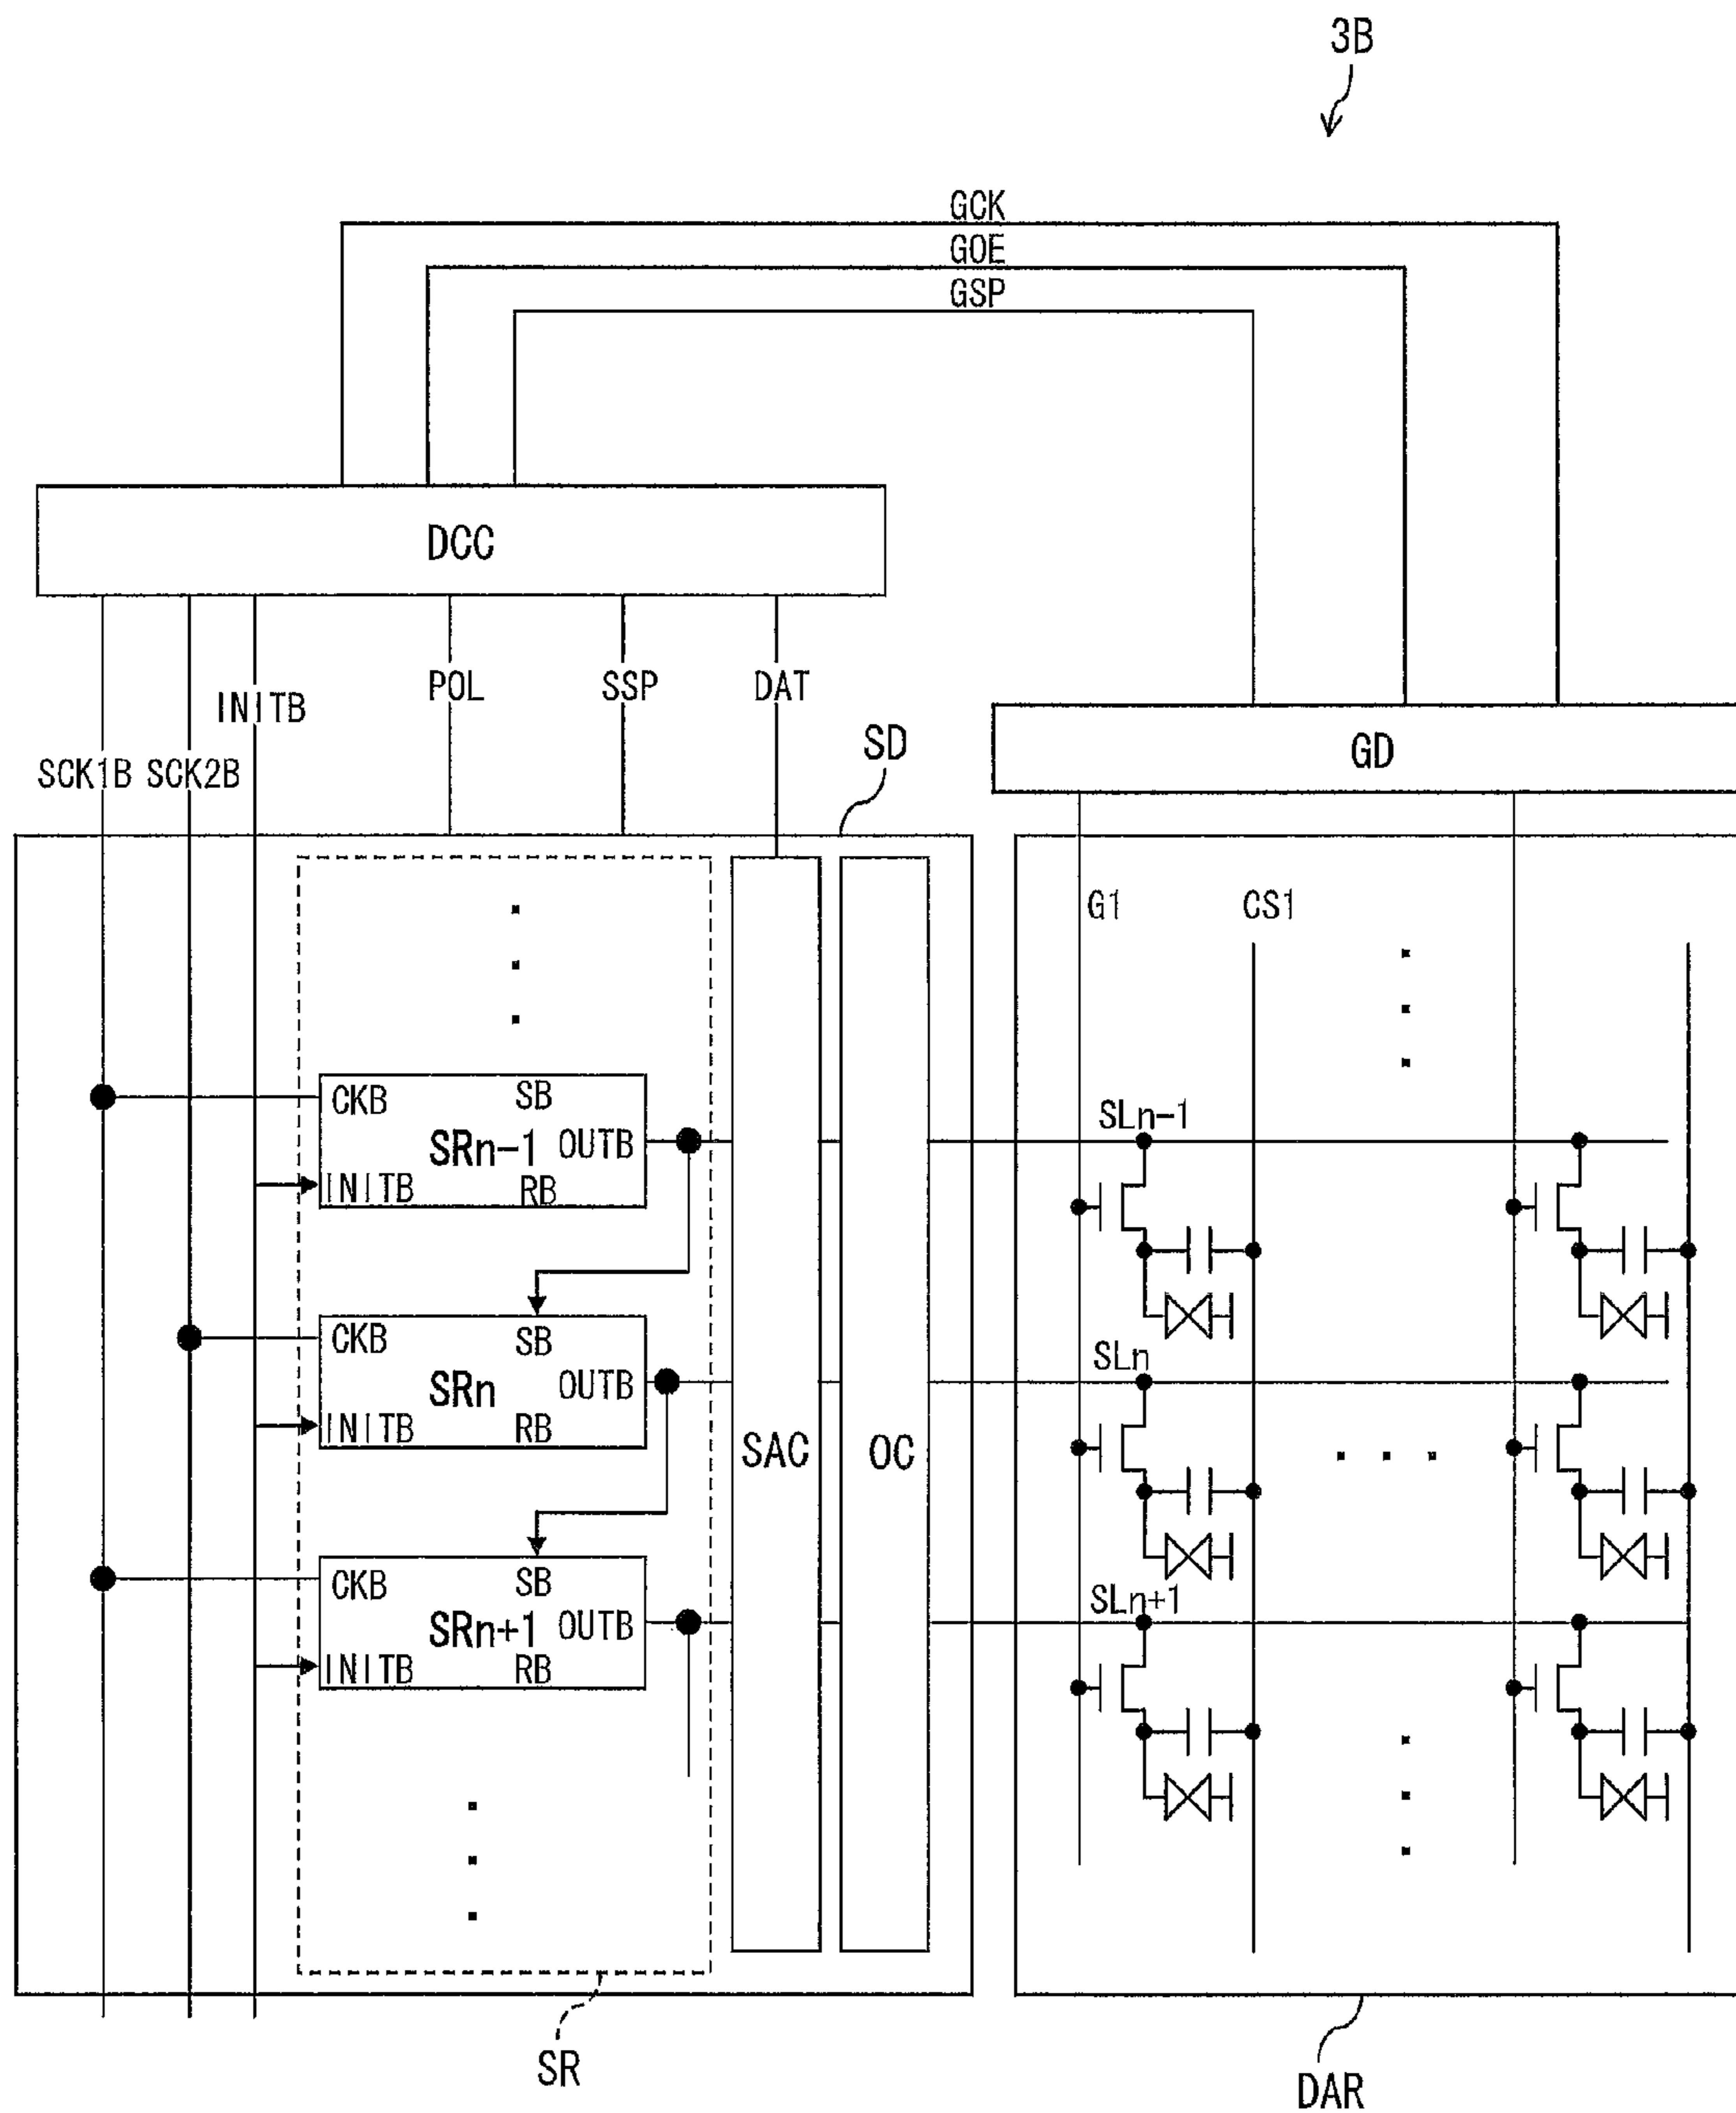 3B
GCK
GOE
GSP
DCC
POL
SSP
DAT
INITB
SCK1B
SCK2B
SD
GD
G1
CS1
CKB
SB
SRn-1
OUTB
INITB
RB
SLn-1
CKB
SB
SRn
OUTB
INITB
RB
SLn
SAC
OC
CKB
SB
SRn+1
OUTB
INITB
RB
SLn+1
SR
DAR